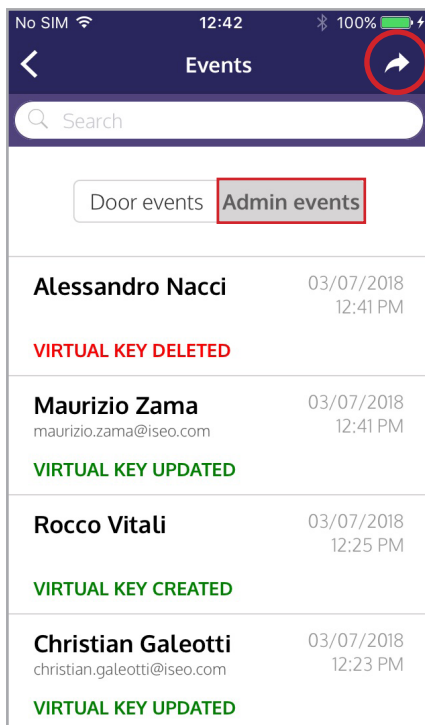 No SIM 12:42 100%
Events
Search
Door events Admin events
Alessandro Nacci 03/07/2018
12:41 PM
VIRTUAL KEY DELETED
Maurizio Zama 03/07/2018
maurizio.zama@iseo.com 12:41 PM
VIRTUAL KEY UPDATED
Rocco Vitali 03/07/2018
12:25 PM
VIRTUAL KEY CREATED
Christian Galeotti 03/07/2018
christian.galeotti@iseo.com 12:23 PM
VIRTUAL KEY UPDATED